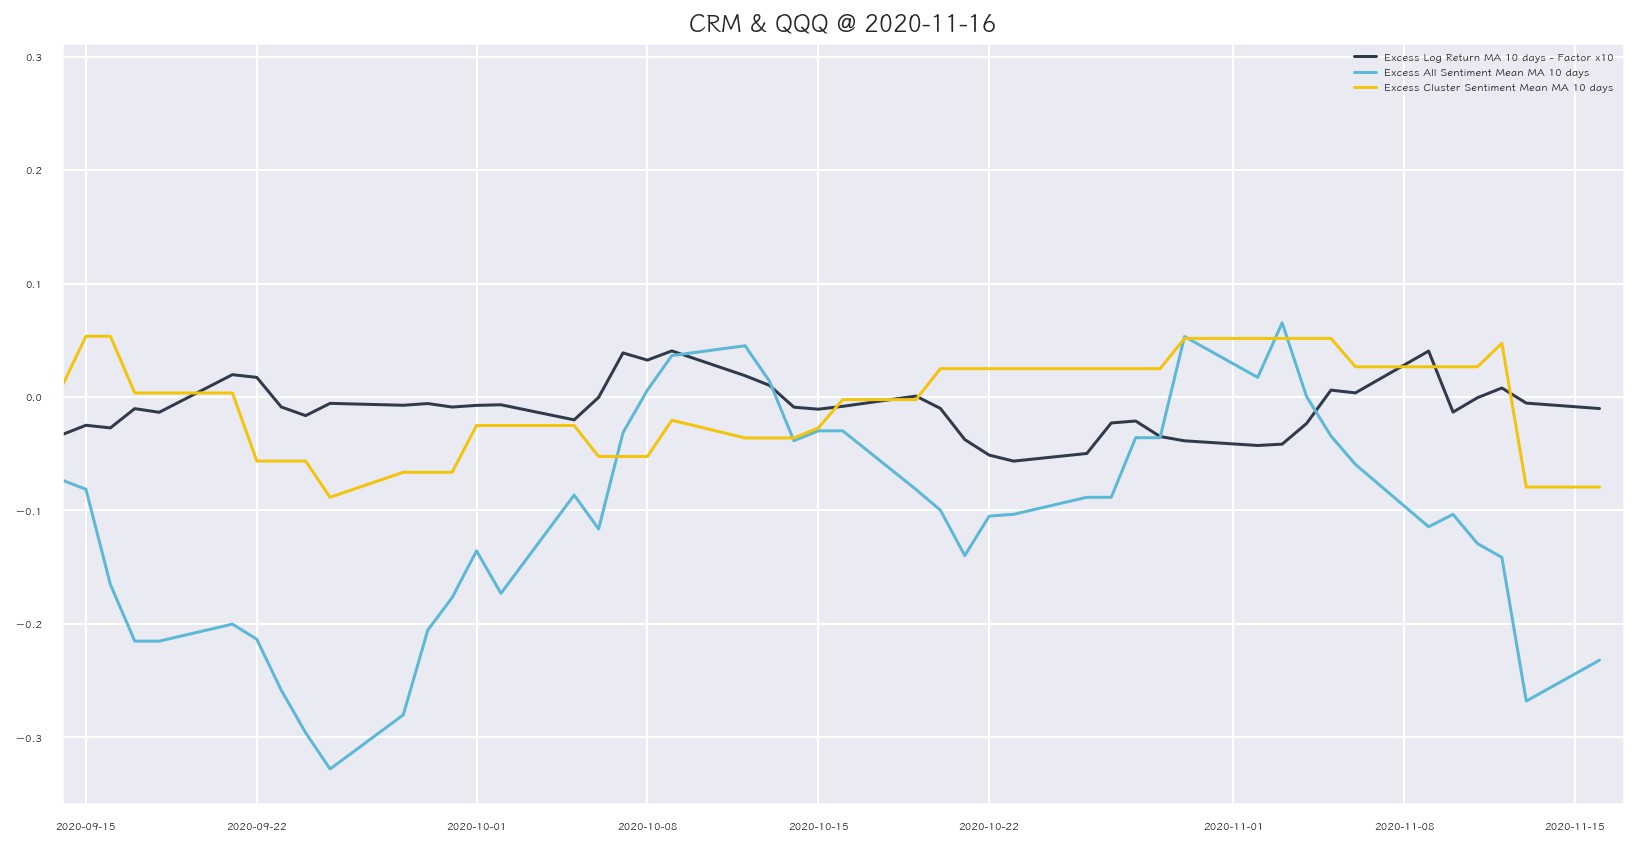 CRM & QQQ @ 2020-11-16
Excess Log Return MA 10 days - Factor x10
Excess All Sentiment Mean MA 10 days
Excess Cluster Sentiment Mean MA 10 days
0.3
0.2
0.1
0.0
−0.1
−0.2
−0.3
2020-09-15 2020-09-22 2020-10-01 2020-10-08 2020-10-15 2020-10-22 2020-11-01 2020-11-08 2020-11-15